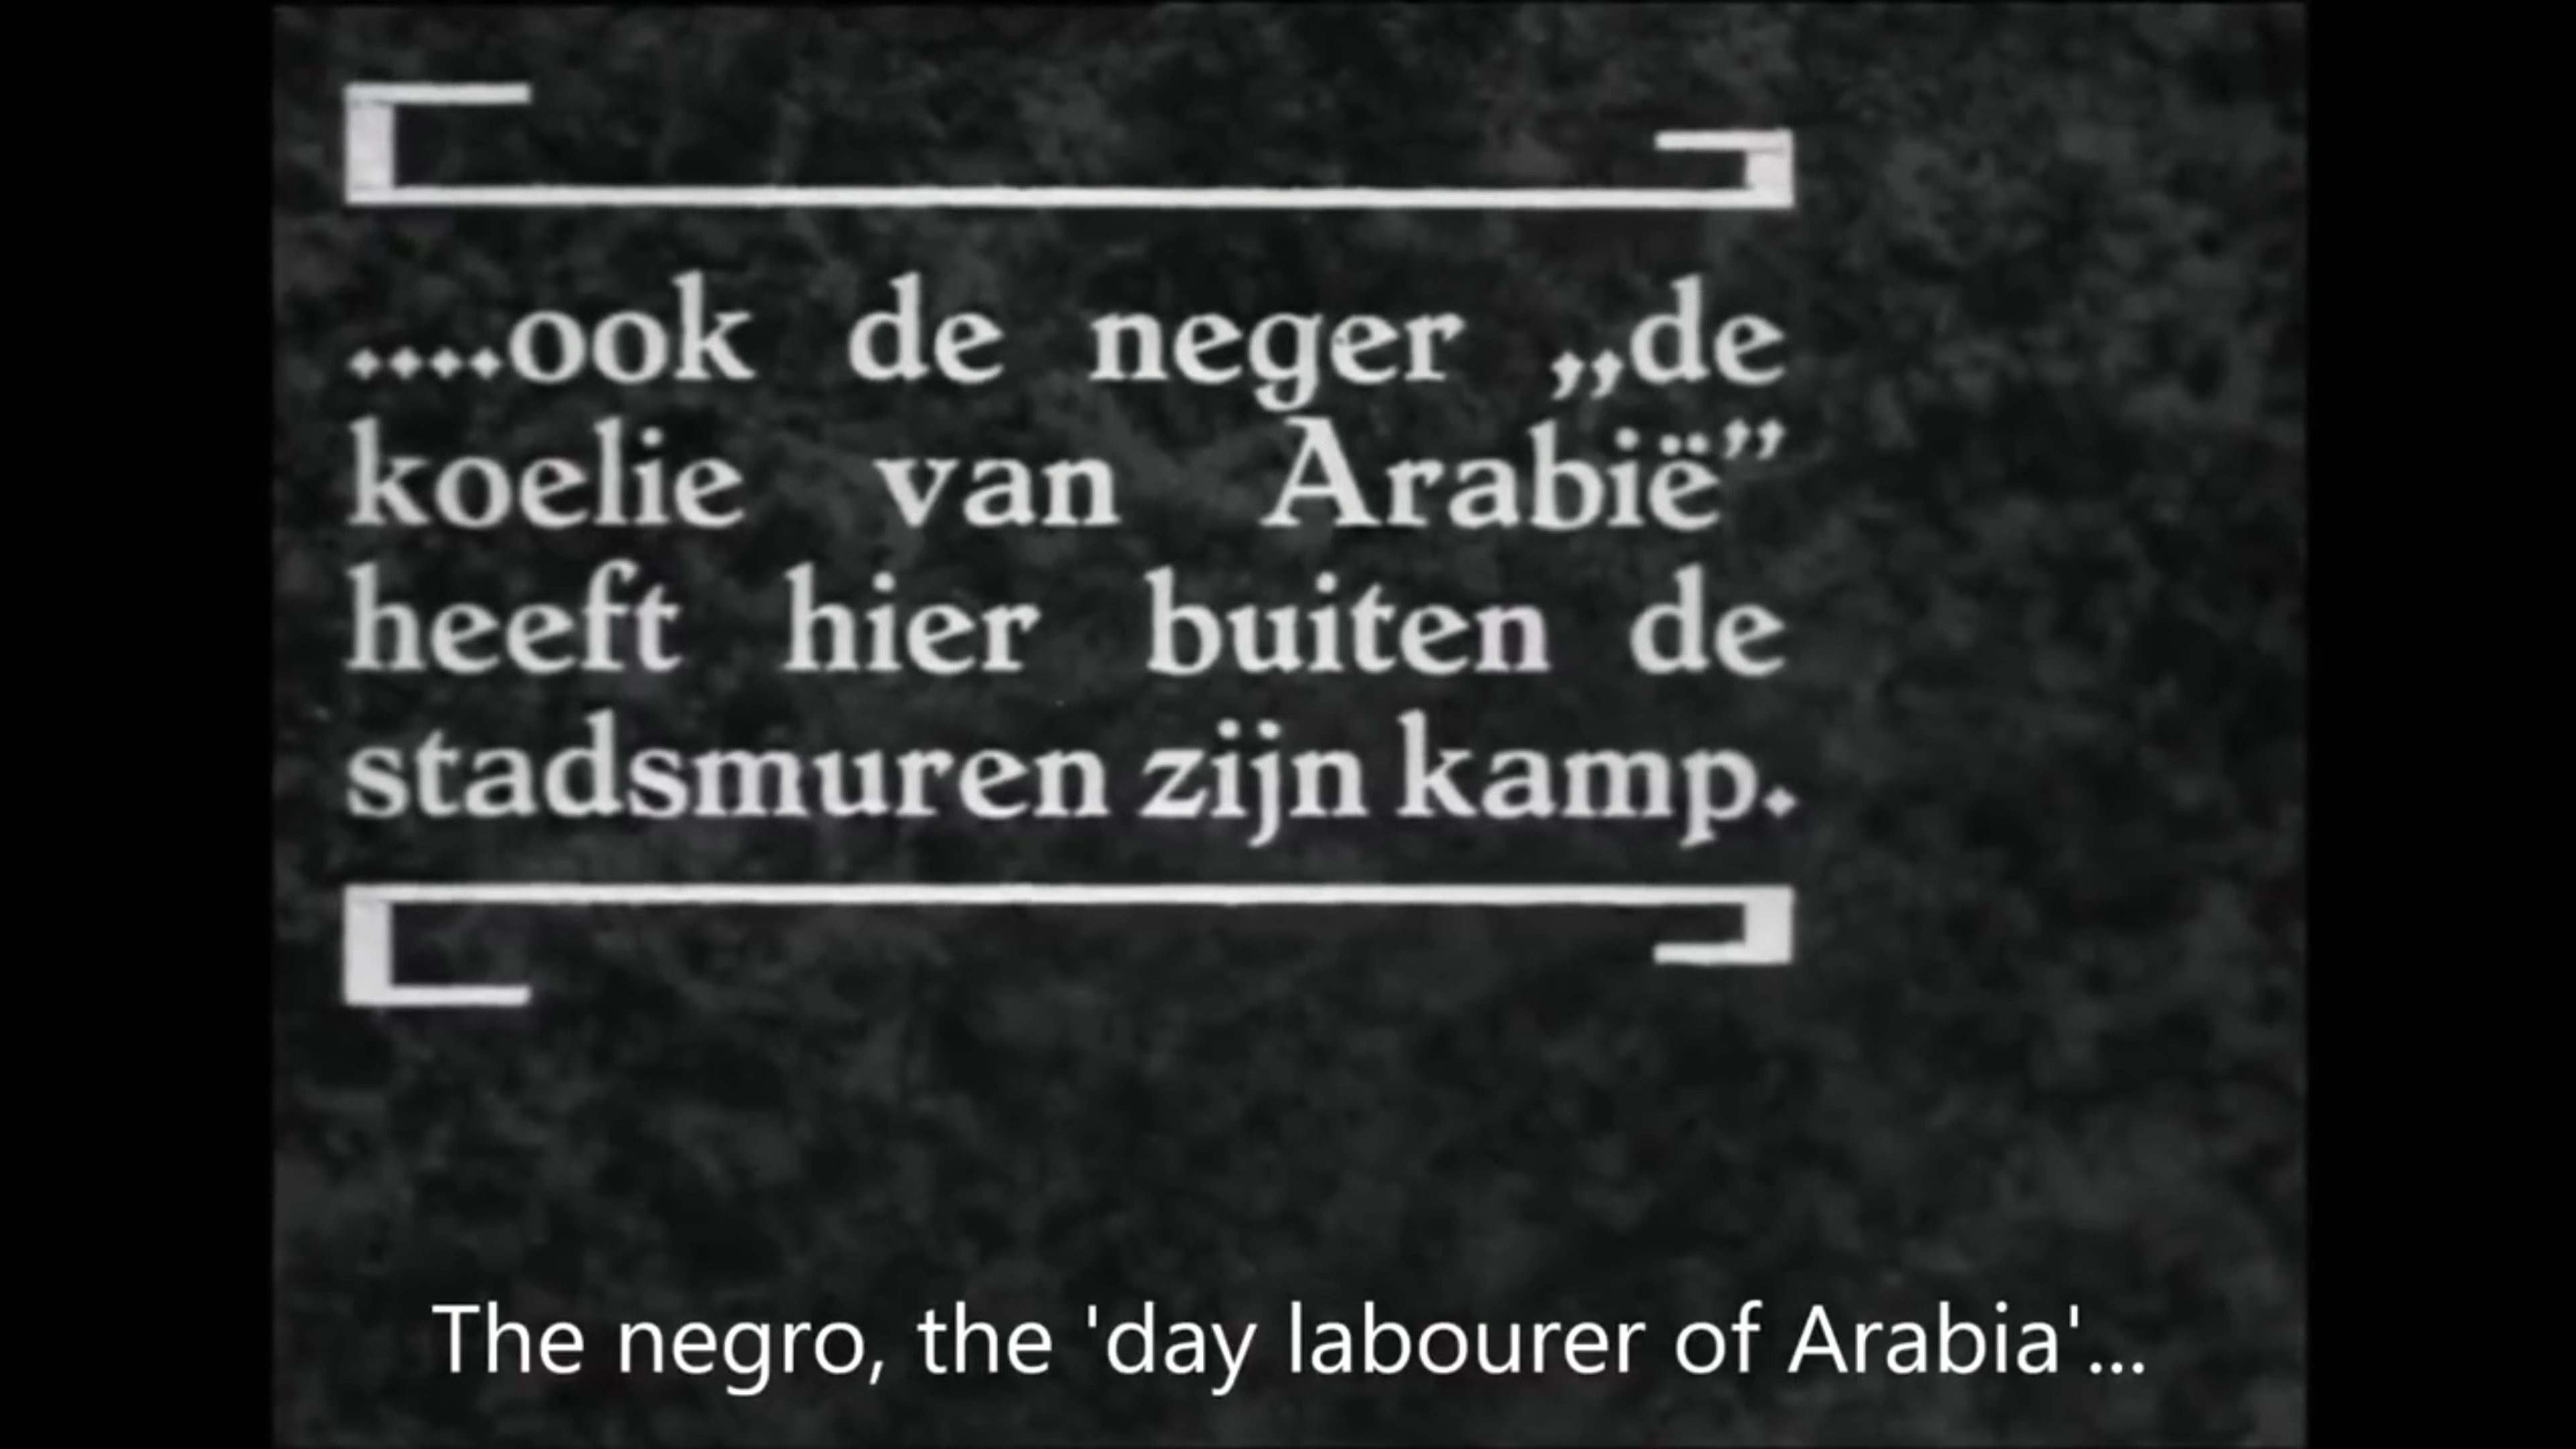 ....ook de neger „de
koelie van Arabië”
heeft hier buiten de
stadsmuren zijn kamp.
The negro, the 'day labourer of Arabia'...